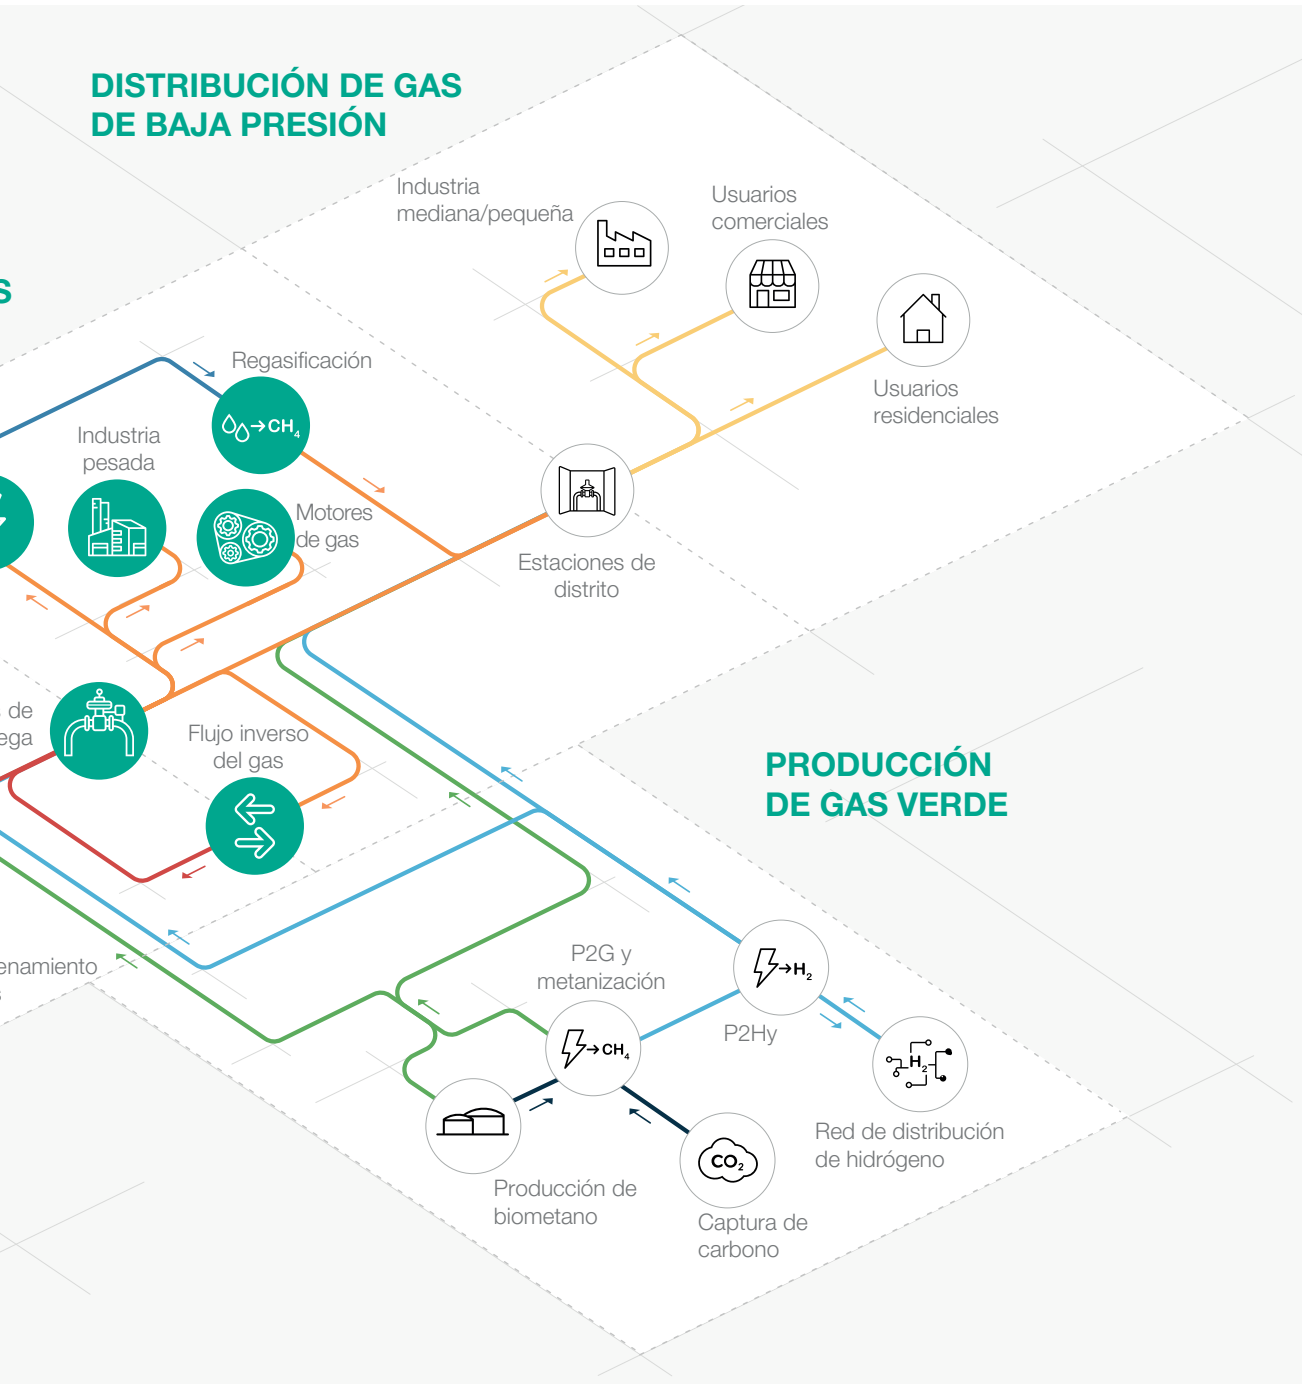 DISTRIBUCIÓN DE GAS
DE BAJA PRESIÓN
Industria
mediana/pequeña
Usuarios
comerciales
S
Regasificación
CH4
Industria
pesada
Usuarios
residenciales
Motores
de gas
Estaciones de
distrito
de
Flujo inverso
del gas
PRODUCCIÓN
DE GAS VERDE
P2G y
metanización
H2
P2Hy
CH4
H2
Red de distribución
de hidrógeno
CO2
Producción de
biometano
Captura de
carbono